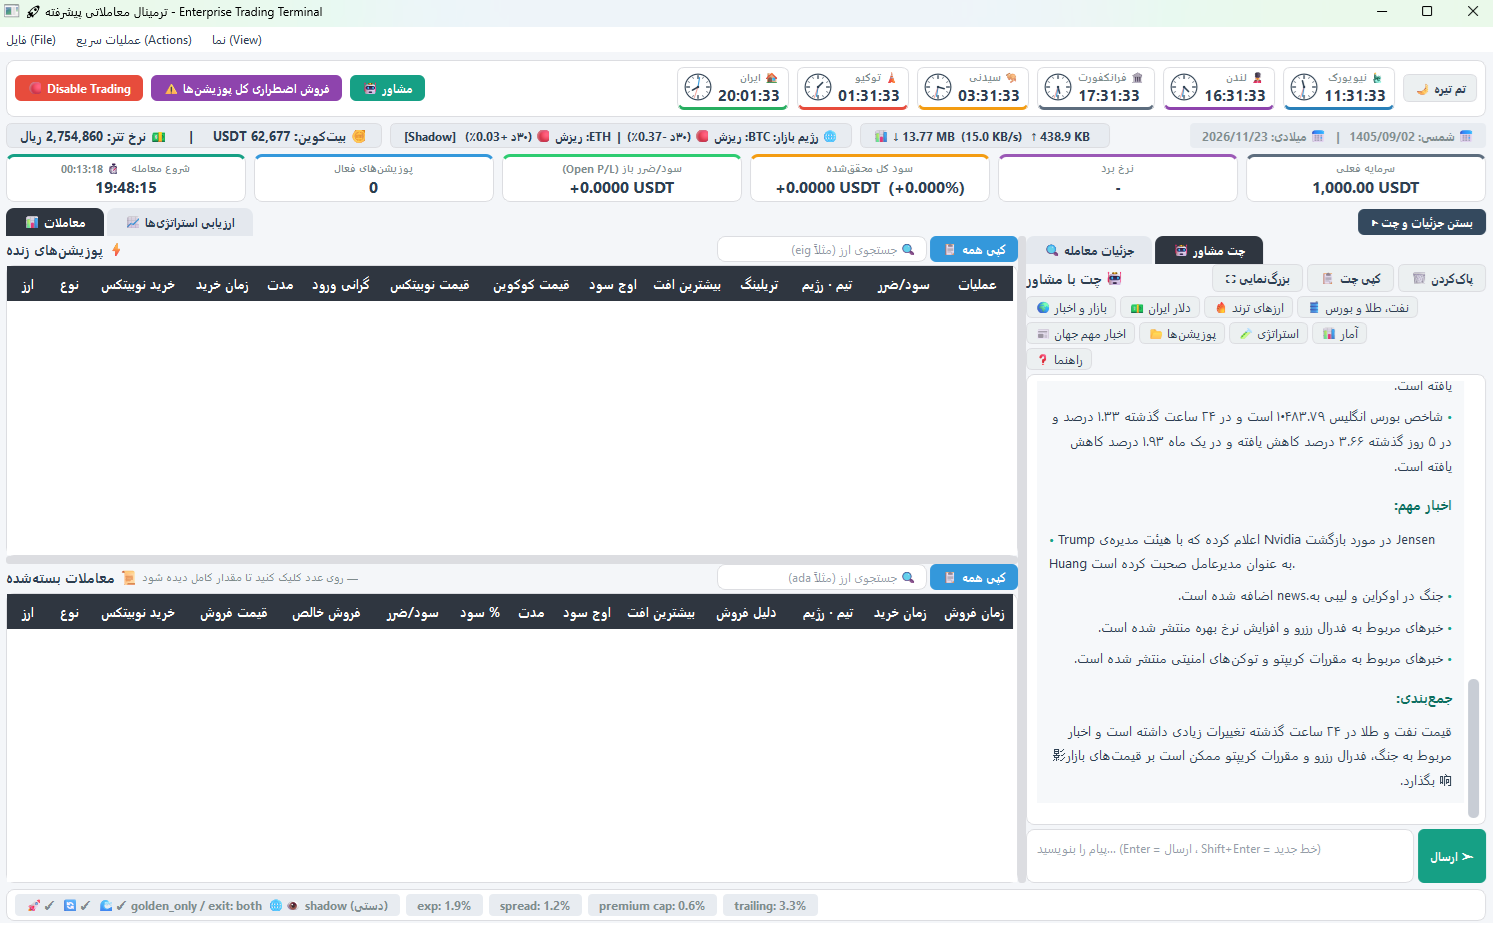 ترمینال معاملاتی پیشرفته - Enterprise Trading Terminal
فایل (File) عملیات سریع (Actions) نما (View)
Disable Trading
فروش اضطراری کل پوزیشن‌ها
مشاور
ایران
20:01:33
توکیو
01:31:33
سیدنی
03:31:33
فرانکفورت
17:31:33
لندن
16:31:33
نیویورک
11:31:33
تم تیره
نرخ تتر: 2,754,860 ریال | بیت‌کوین: 62,677 USDT
رژیم بازار: BTC: ریزش (۳۰د -0.37٪) | ETH: ریزش (۳۰د +0.03٪) [Shadow]
↓ 13.77 MB (15.0 KB/s) ↑ 438.9 KB
شمسی: 1405/09/02 | میلادی: 2026/11/23
شروع معامله 00:13:18
19:48:15
پوزیشن‌های فعال
0
سود/ضرر باز (Open P/L)
+0.0000 USDT
سود کل محقق‌شده
+0.0000 USDT (+0.000%)
نرخ برد
-
سرمایه فعلی
1,000.00 USDT
معاملات
ارزیابی استراتژی‌ها
بستن جزئیات و چت
پوزیشن‌های زنده
جستجوی ارز (مثلاً eig)
کپی همه
ارز نوع خرید نوبیتکس زمان خرید مدت گرانی ورود قیمت نوبیتکس قیمت کوکوین اوج سود بیشترین افت تریلینگ تیم · رژیم سود/ضرر عملیات
معاملات بسته‌شده
— روی عدد کلیک کنید تا مقدار کامل دیده شود
جستجوی ارز (مثلاً ada)
کپی همه
ارز نوع خرید نوبیتکس قیمت فروش فروش خالص سود/ضرر % سود مدت اوج سود بیشترین افت دلیل فروش تیم · رژیم زمان خرید زمان فروش
جزئیات معامله
چت مشاور
چت با مشاور
بزرگ‌نمایی
کپی چت
پاک‌کردن
بازار و اخبار
دلار ایران
ارزهای ترند
نفت، طلا و بورس
اخبار مهم جهان
پوزیشن‌ها
استراتژی
آمار
راهنما
یافته است.
• شاخص بورس انگلیس ۱۰۴۸۳.۷۹ است و در ۲۴ ساعت گذشته ۱.۳۳ درصد و
در ۵ روز گذشته ۳.۶۶ درصد کاهش یافته و در یک ماه ۱.۹۳ درصد کاهش
یافته است.
اخبار مهم:
• Trump در مورد بازگشت Nvidia اعلام کرده که با هیئت مدیره‌ی Jensen
Huang به عنوان مدیرعامل صحبت کرده است.
• جنگ در اوکراین و لیبی به.news اضافه شده است.
• خبرهای مربوط به فدرال رزرو و افزایش نرخ بهره منتشر شده است.
• خبرهای مربوط به مقررات کریپتو و توکن‌های امنیتی منتشر شده است.
جمع‌بندی:
قیمت نفت و طلا در ۲۴ ساعت گذشته تغییرات زیادی داشته است و اخبار
مربوط به جنگ، فدرال رزرو و مقررات کریپتو ممکن است بر قیمت‌های بازار影
响 بگذارد.
پیام را بنویسید... (Enter = ارسال ، Shift+Enter = خط جدید)
ارسال
golden_only / exit: both shadow (دستی)
exp: 1.9%
spread: 1.2%
premium cap: 0.6%
trailing: 3.3%